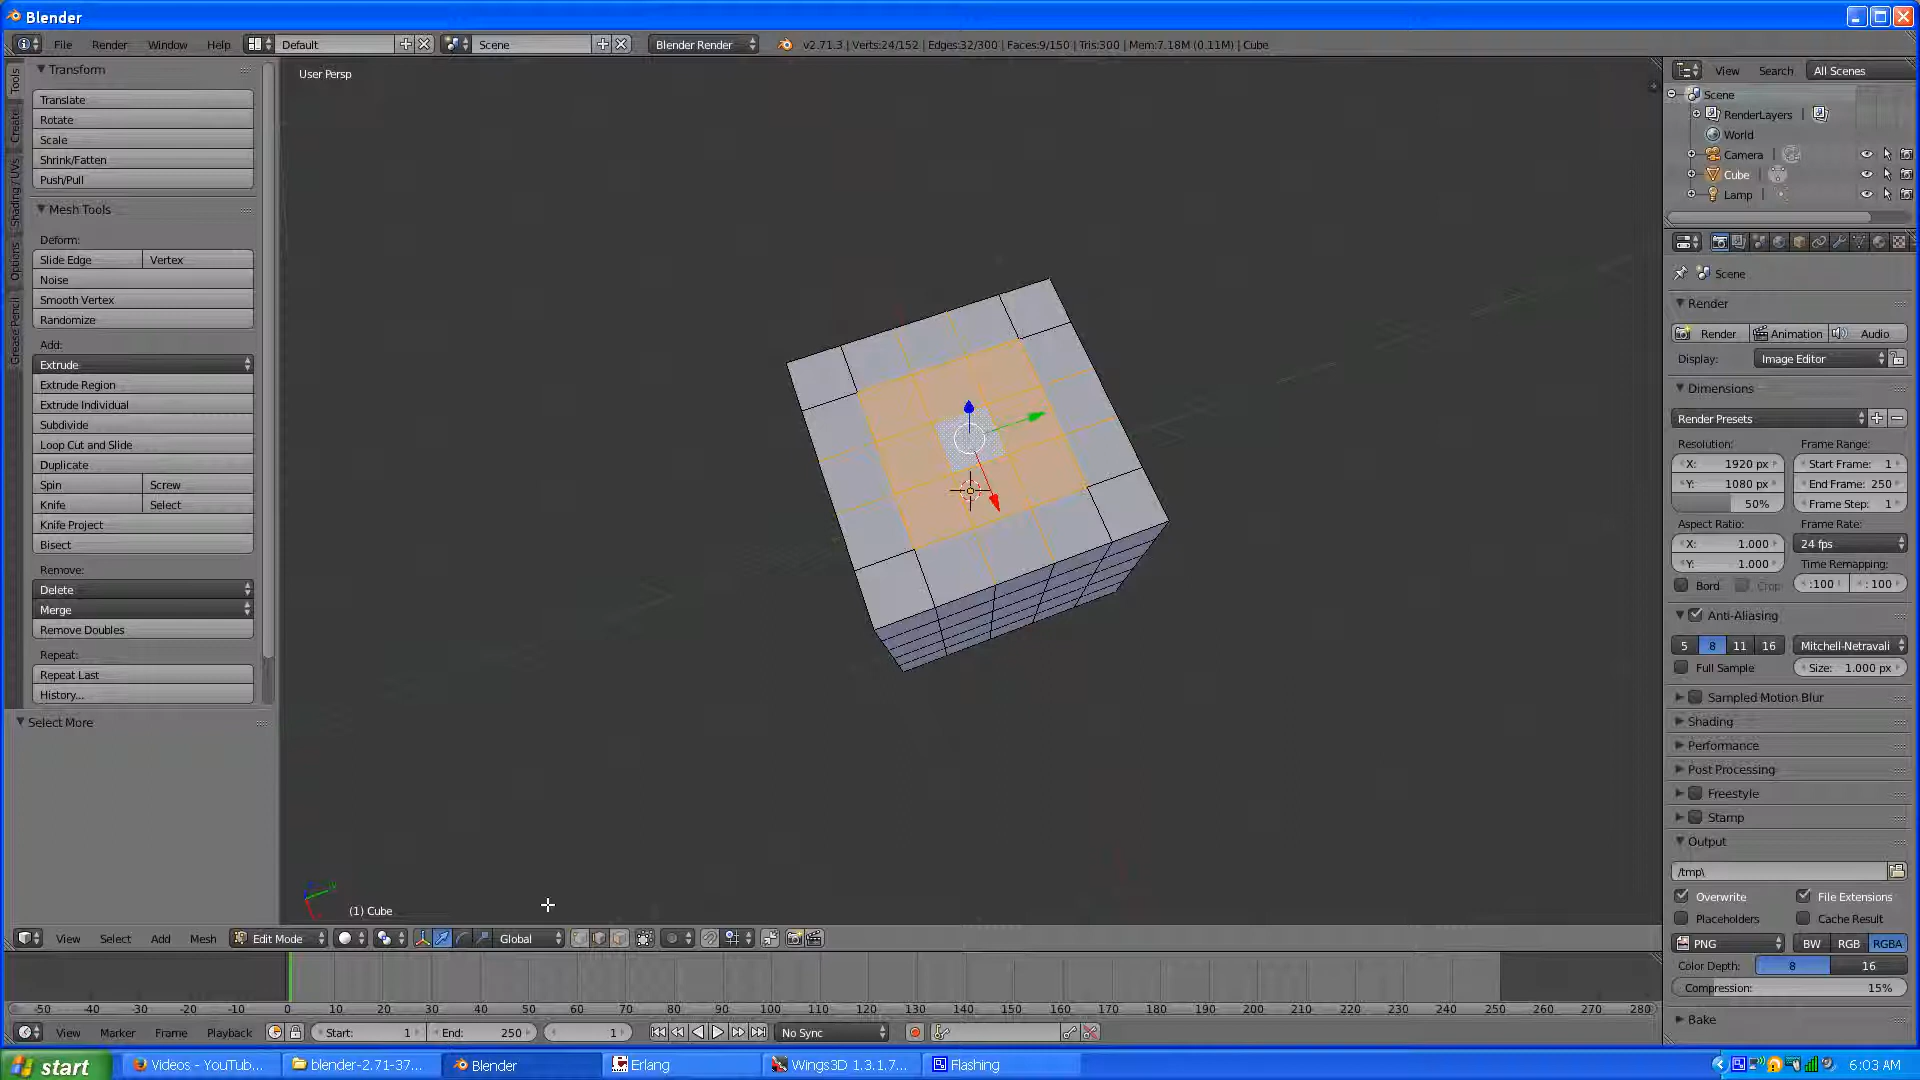 Blender
File Render Window Help Default Scene Blender Render v2.71.3 | Verts:24/152 | Edges:32/300 | Faces:9/150 | Tris:300 | Mem:7.18M (0.11M) | Cube
Tools
Create
Shading / UVs
Options
Grease Pencil
Transform
Translate
Rotate
Scale
Shrink/Fatten
Push/Pull
Mesh Tools
Deform:
Slide Edge Vertex
Noise
Smooth Vertex
Randomize
Add:
Extrude
Extrude Region
Extrude Individual
Subdivide
Loop Cut and Slide
Duplicate
Spin Screw
Knife Select
Knife Project
Bisect
Remove:
Delete
Merge
Remove Doubles
Repeat:
Repeat Last
History...
Select More
User Persp
(1) Cube
View Select Add Mesh Edit Mode Global
-50 -40 -30 -20 -10 0 10 20 30 40 50 60 70 80 90 100 110 120 130 140 150 160 170 180 190 200 210 220 230 240 250 260 270 280
View Marker Frame Playback Start: 1 End: 250 1 No Sync
View Search All Scenes
Scene
RenderLayers
World
Camera
Cube
Lamp
Scene
Render
Render Animation Audio
Display: Image Editor
Dimensions
Render Presets
Resolution: Frame Range:
X: 1920 px Start Frame: 1
Y: 1080 px End Frame: 250
50% Frame Step: 1
Aspect Ratio: Frame Rate:
X: 1.000 24 fps
Y: 1.000 Time Remapping:
Bord Crop :100 : 100
Anti-Aliasing
5 8 11 16 Mitchell-Netravali
Full Sample Size: 1.000 px
Sampled Motion Blur
Shading
Performance
Post Processing
Freestyle
Stamp
Output
/tmp\
Overwrite File Extensions
Placeholders Cache Result
PNG BW RGB RGBA
Color Depth: 8 16
Compression: 15%
Bake
start Videos - YouTub... blender-2.71-37... Blender Erlang Wings3D 1.3.1.7... Flashing 6:03 AM